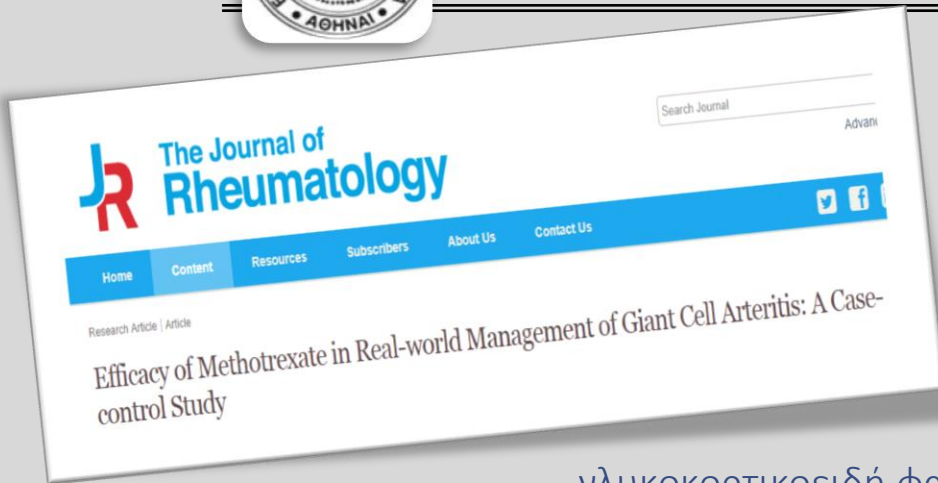 ΑΘΗΝΑΙ
The Journal of
Rheumatology
Search Journal
Home Content Resources Subscribers About Us Contact Us
Research Article | Article
Efficacy of Methotrexate in Real-world Management of Giant Cell Arteritis: A Case-
control Study